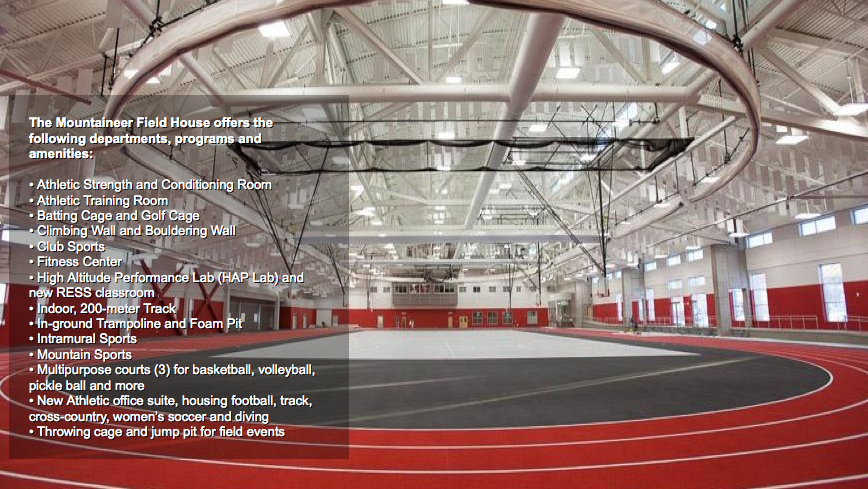 The Mountaineer Field House offers the
following departments, programs and
amenities:
• Athletic Strength and Conditioning Room
• Athletic Training Room
• Batting Cage and Golf Cage
• Climbing Wall and Bouldering Wall
• Club Sports
• Fitness Center
• High Altitude Performance Lab (HAP Lab) and
new RESS classroom
• Indoor, 200-meter Track
• In-ground Trampoline and Foam Pit
• Intramural Sports
• Mountain Sports
• Multipurpose courts (3) for basketball, volleyball,
pickle ball and more
• New Athletic office suite, housing football, track,
cross-country, women's soccer and diving
• Throwing cage and jump pit for field events